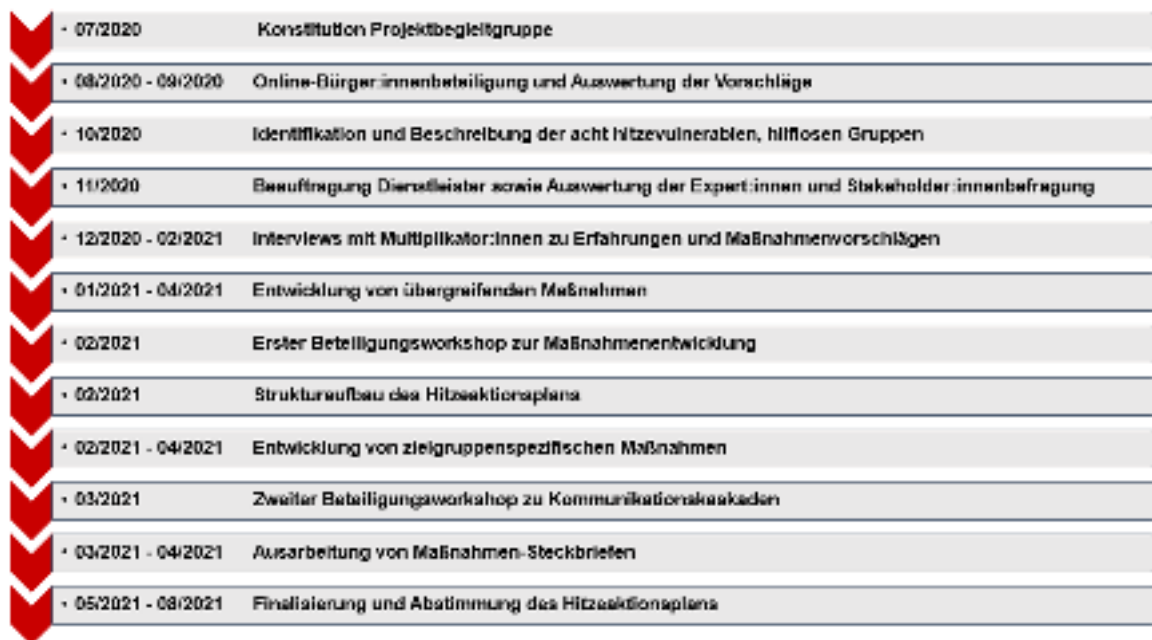 • 07/2020 Konstitution Projektbegleitgruppe
• 08/2020 - 09/2020 Online-Bürger:innenbeteiligung und Auswertung der Vorschläge
• 10/2020 Identifikation und Beschreibung der acht hitzevulnerablen, hilflosen Gruppen
• 11/2020 Beauftragung Dienstleister sowie Auswertung der Expert:innen und Stakeholder:innenbefragung
• 12/2020 - 02/2021 Interviews mit Multiplikator:innen zu Erfahrungen und Maßnahmenvorschlägen
• 01/2021 - 04/2021 Entwicklung von übergreifenden Maßnahmen
• 02/2021 Erster Beteiligungsworkshop zur Maßnahmenentwicklung
• 02/2021 Strukturaufbau des Hitzeaktionsplans
• 02/2021 - 04/2021 Entwicklung von zielgruppenspezifischen Maßnahmen
• 03/2021 Zweiter Beteiligungsworkshop zu Kommunikationskaskaden
• 03/2021 - 04/2021 Ausarbeitung von Maßnahmen-Steckbriefen
• 05/2021 - 08/2021 Finalisierung und Abstimmung des Hitzeaktionsplans